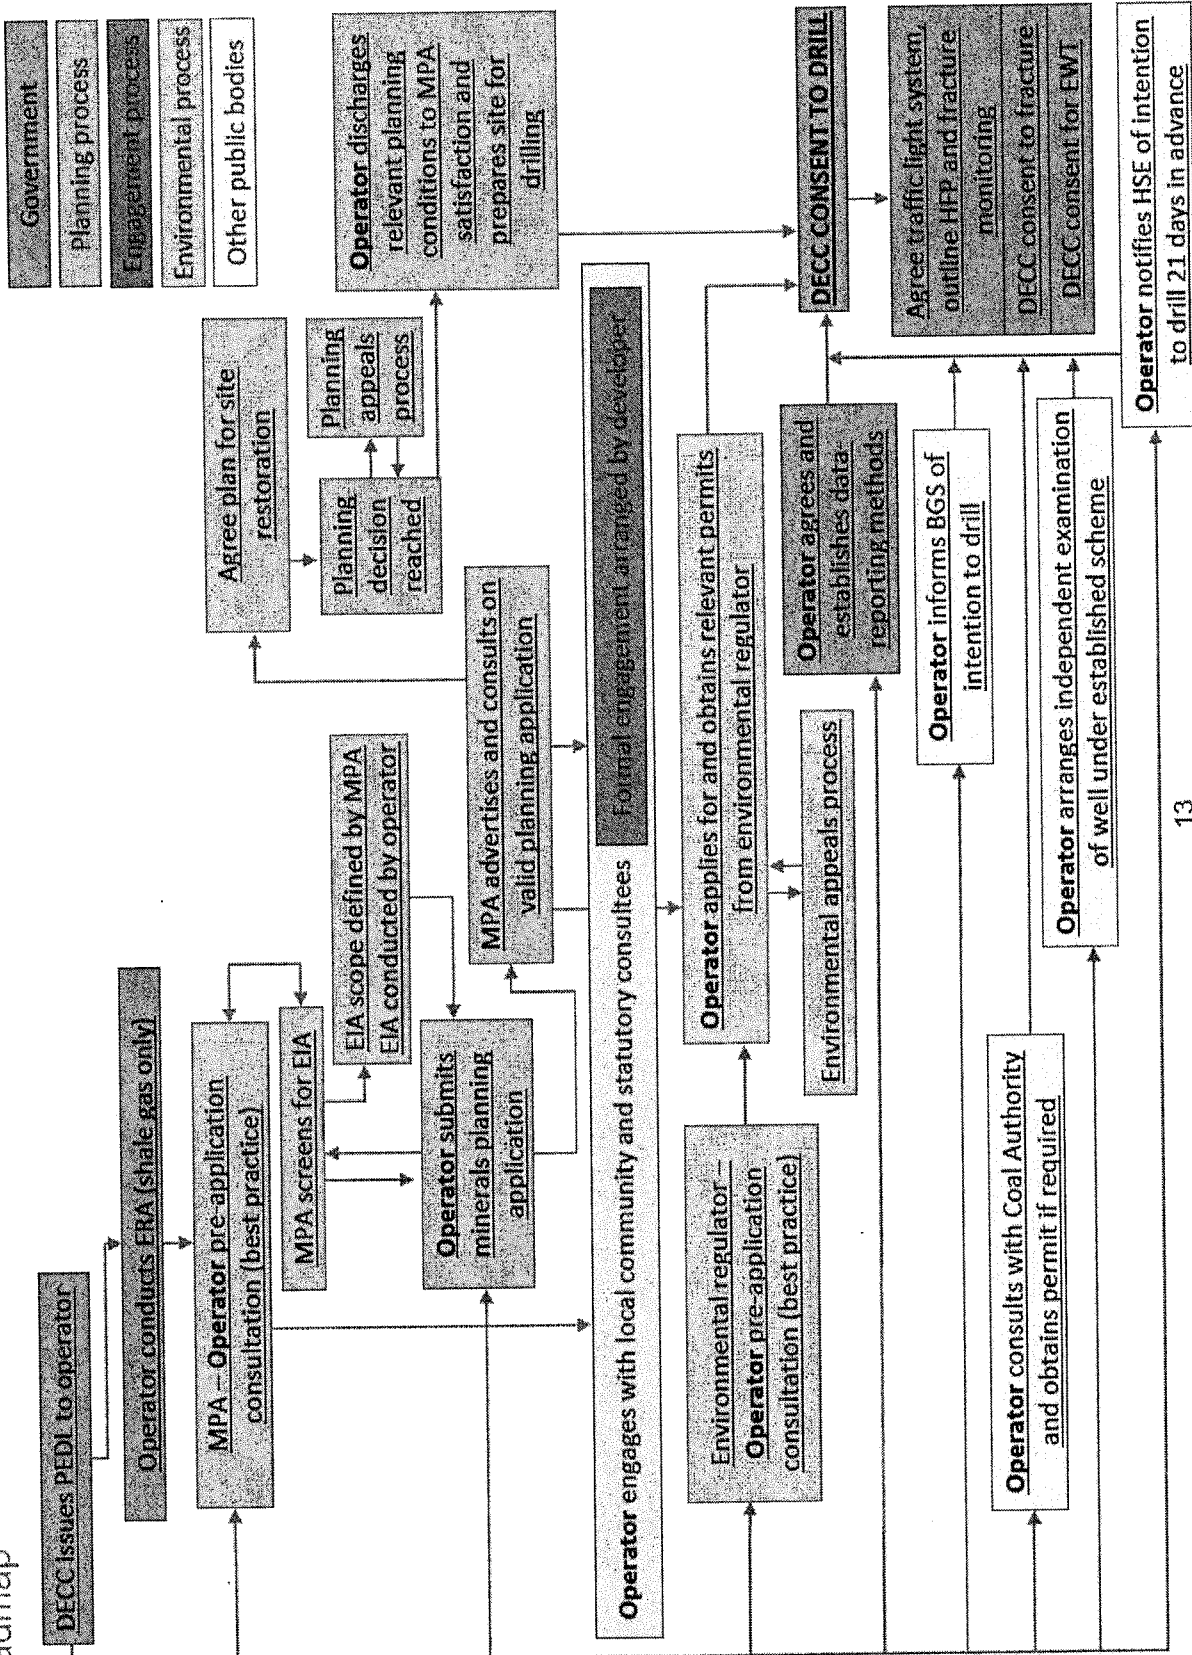 Government
Planning process
Engagement process
Environmental process
Other public bodies
DECC issues PEDL to operator
Operator conducts ERA (shale gas only)
MPA – Operator pre-application
consultation (best practice)
MPA screens for EIA
EIA scope defined by MPA
EIA conducted by operator
Operator submits
minerals planning
application
MPA advertises and consults on
valid planning application
Agree plan for site
restoration
Planning
decision
reached
Planning
appeals
process
Operator discharges
relevant planning
conditions to MPA
satisfaction and
prepares site for
drilling
Operator engages with local community and statutory consultees
Formal engagement arranged by developer
Environmental regulator –
Operator pre-application
consultation (best practice)
Operator applies for and obtains relevant permits
from environmental regulator
Environmental appeals process
Operator agrees and
establishes data-
reporting methods
DECC CONSENT TO DRILL
Agree traffic light system,
outline HFP and fracture
monitoring
DECC consent to fracture
DECC consent for EWT
Operator informs BGS of
intention to drill
Operator consults with Coal Authority
and obtains permit if required
Operator arranges independent examination
of well under established scheme
Operator notifies HSE of intention
to drill 21 days in advance
13